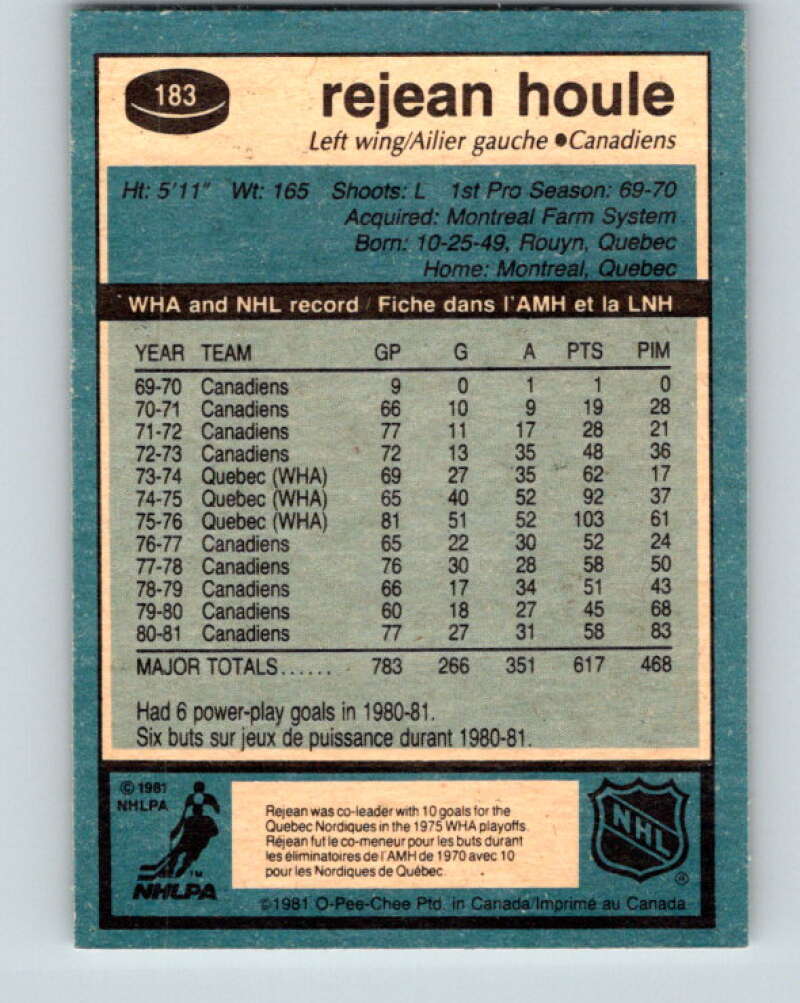 183
rejean houle
Left wing/Ailier gauche ●Canadiens
Ht: 5'11" Wt: 165 Shoots: L 1st Pro Season: 69-70
Acquired: Montreal Farm System
Born: 10-25-49, Rouyn, Quebec
Home: Montreal, Quebec
WHA and NHL record / Fiche dans l'AMH et la LNH
YEAR TEAM GP G A PTS PIM
69-70 Canadiens 9 0 1 1 0
70-71 Canadiens 66 10 9 19 28
71-72 Canadiens 77 11 17 28 21
72-73 Canadiens 72 13 35 48 36
73-74 Quebec (WHA) 69 27 35 62 17
74-75 Quebec (WHA) 65 40 52 92 37
75-76 Quebec (WHA) 81 51 52 103 61
76-77 Canadiens 65 22 30 52 24
77-78 Canadiens 76 30 28 58 50
78-79 Canadiens 66 17 34 51 43
79-80 Canadiens 60 18 27 45 68
80-81 Canadiens 77 27 31 58 83
MAJOR TOTALS...... 783 266 351 617 468
Had 6 power-play goals in 1980-81.
Six buts sur jeux de puissance durant 1980-81.
© 1981
NHLPA
TM
NHLPA
Rejean was co-leader with 10 goals for the
Quebec Nordiques in the 1975 WHA playoffs.
Réjean fut le co-meneur pour les buts durant
les éliminatoires de l'AMH de 1970 avec 10
pour les Nordiques de Québec.
NHL
®
©1981 O-Pee-Chee Ptd. in Canada/Imprimé au Canada